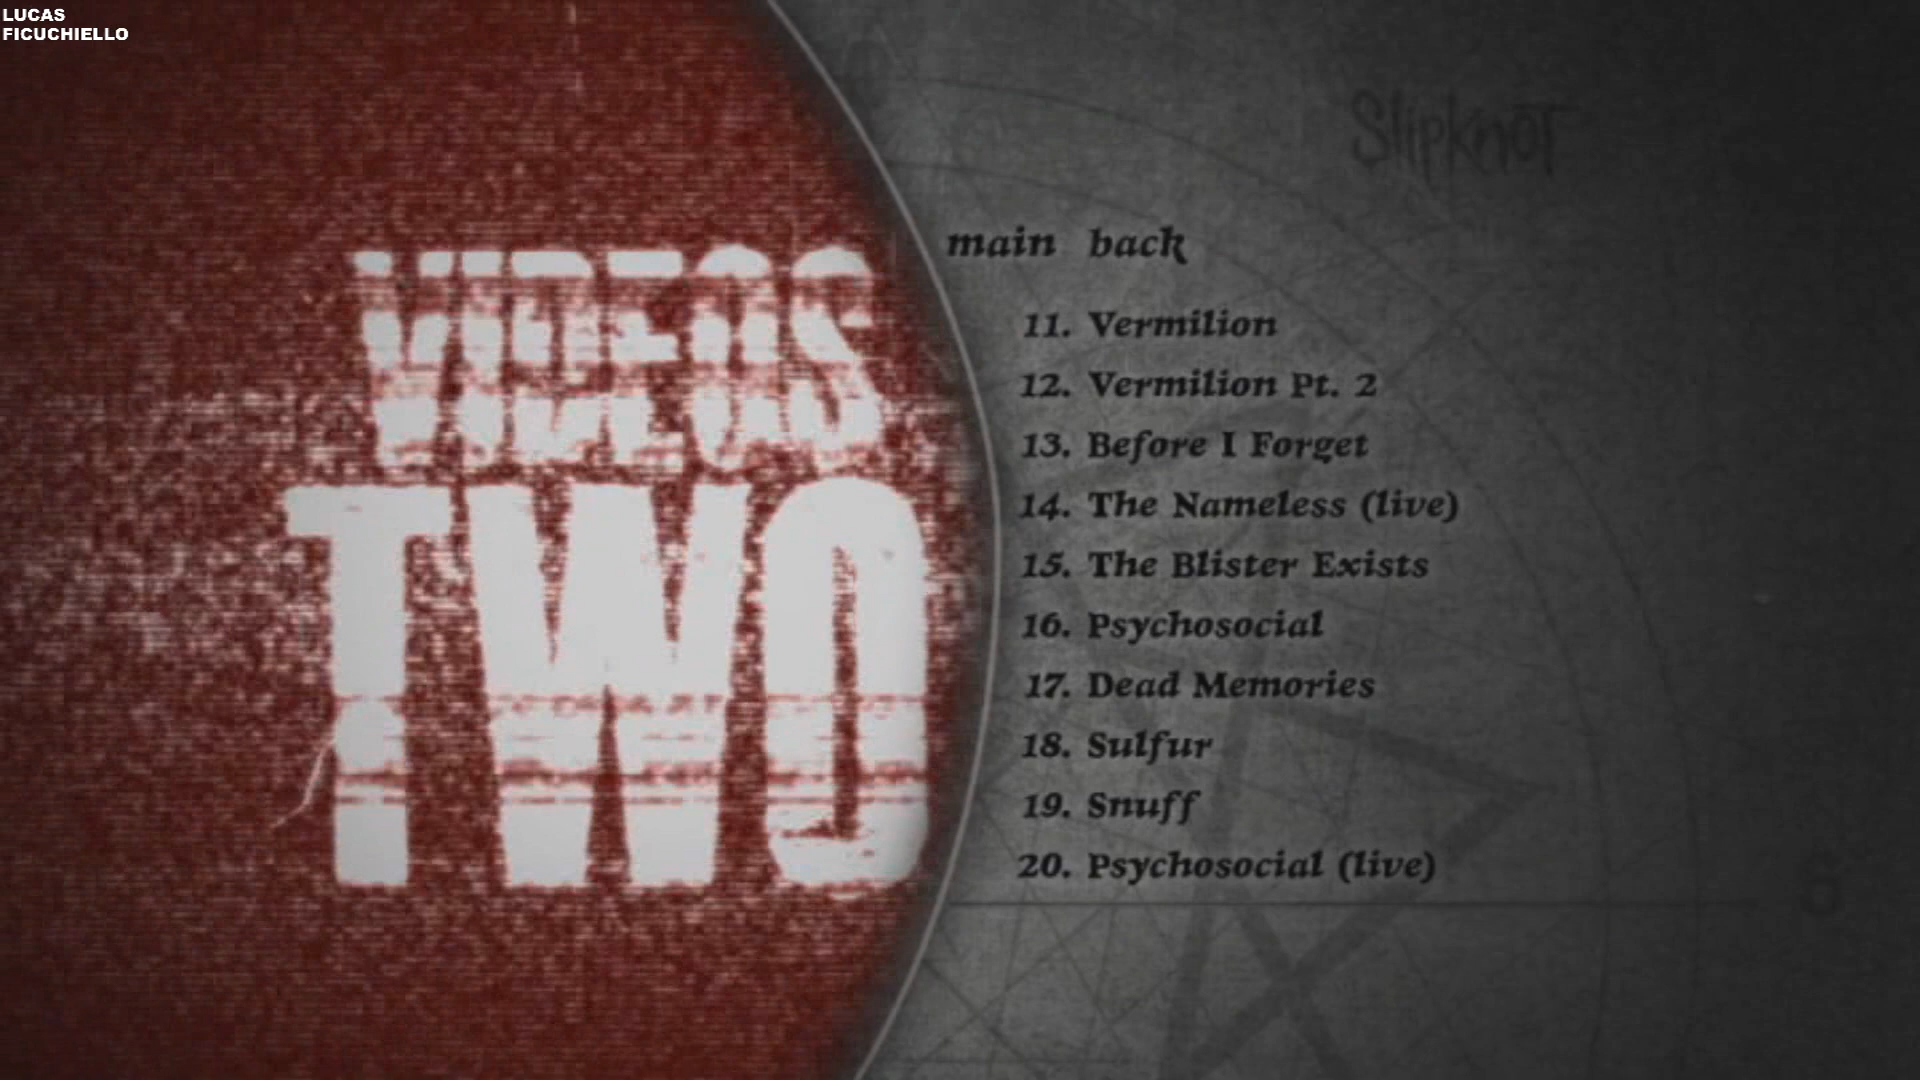 LUCAS
FICUCHIELLO
Slipknot
VIDEOS
TWO
main back
11. Vermilion
12. Vermilion Pt. 2
13. Before I Forget
14. The Nameless (live)
15. The Blister Exists
16. Psychosocial
17. Dead Memories
18. Sulfur
19. Snuff
20. Psychosocial (live)